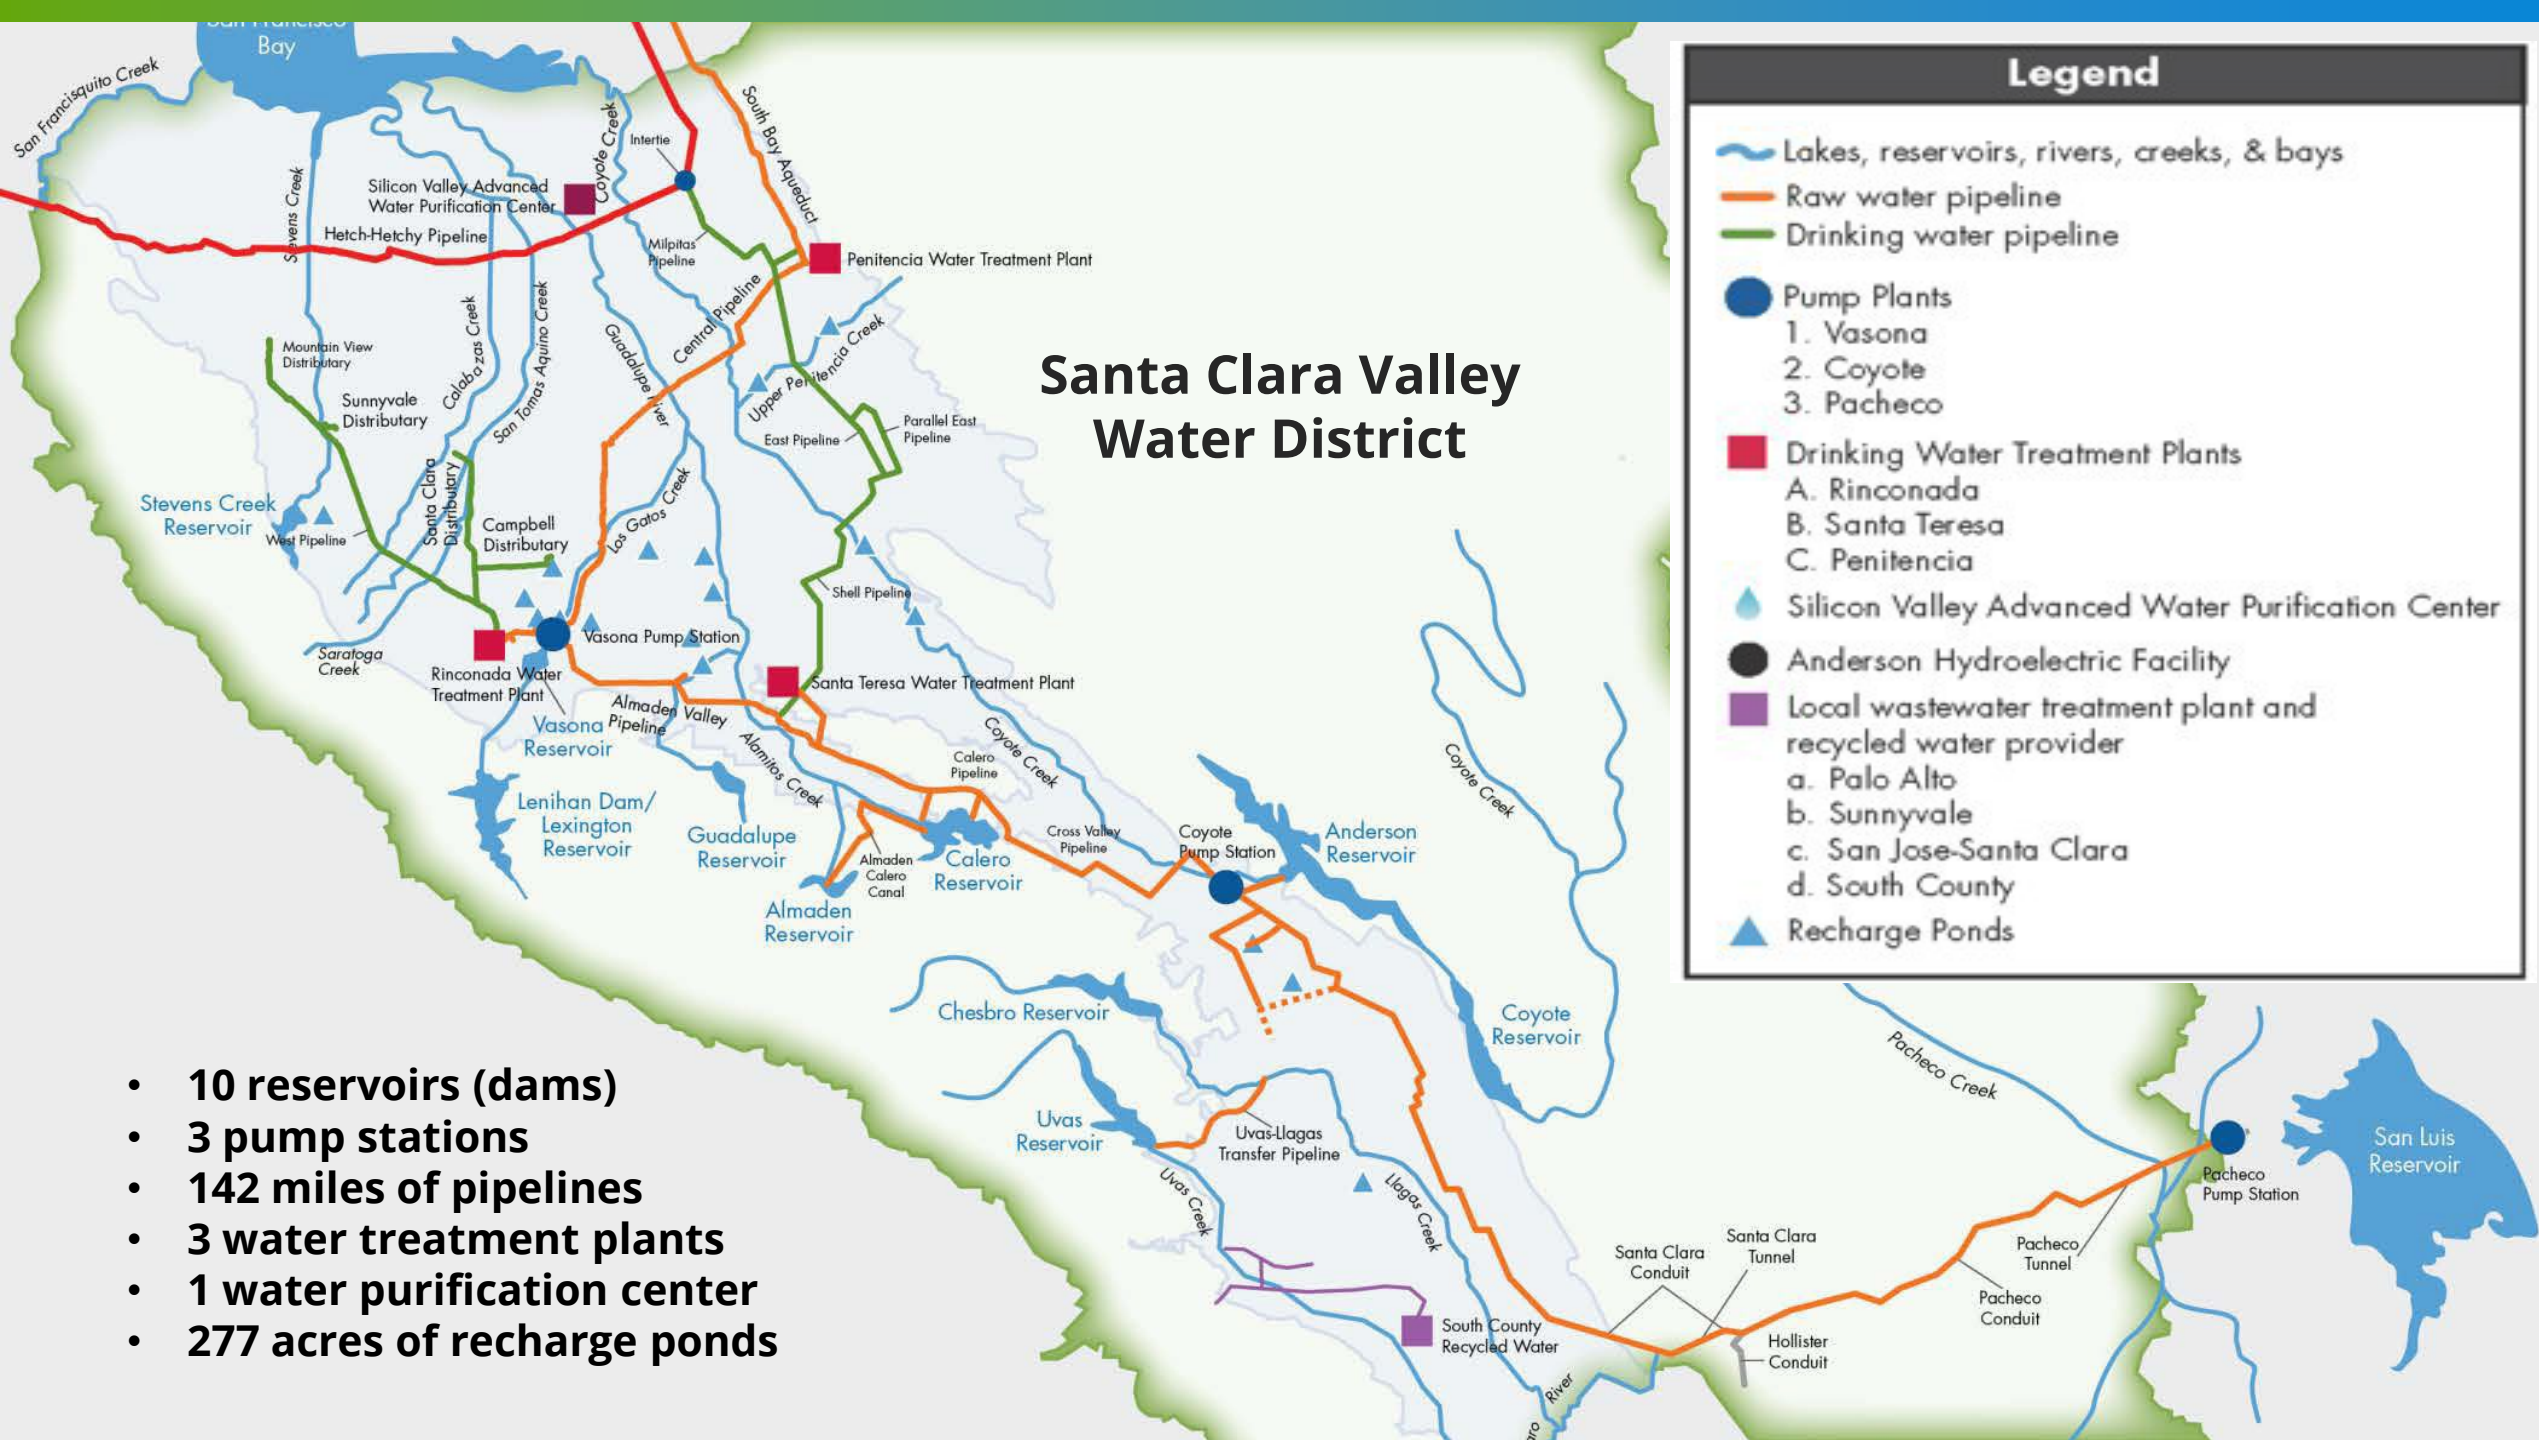 San Francisco
Bay
San Francisquito Creek
Stevens Creek
Silicon Valley Advanced
Water Purification Center
Coyote Creek
Intertie
South Bay Aqueduct
Hetch-Hetchy Pipeline
Milpitas
Pipeline
Penitencia Water Treatment Plant
Central Pipeline
Calabazas Creek
San Tomas Aquino Creek
Guadalupe River
Upper Penitencia Creek
Mountain View
Distributary
Sunnyvale
Distributary
East Pipeline
Parallel East
Pipeline
Santa Clara
Distributary
Los Gatos Creek
Stevens Creek
Reservoir
West Pipeline
Campbell
Distributary
Shell Pipeline
Vasona Pump Station
Saratoga
Creek
Rinconada Water
Treatment Plant
Santa Teresa Water Treatment Plant
Almaden Valley
Pipeline
Vasona
Reservoir
Alamitos Creek
Coyote Creek
Calero
Pipeline
Lenihan Dam/
Lexington
Reservoir
Guadalupe
Reservoir
Almaden
Calero
Canal
Calero
Reservoir
Cross Valley
Pipeline
Coyote
Pump Station
Anderson
Reservoir
Coyote Creek
Almaden
Reservoir
Chesbro Reservoir
Coyote
Reservoir
Uvas
Reservoir
Uvas-Llagas
Transfer Pipeline
Uvas Creek
Llagas Creek
South County
Recycled Water
River
Santa Clara
Conduit
Santa Clara
Tunnel
Hollister
Conduit
Pacheco
Conduit
Pacheco
Tunnel
Pacheco Creek
Pacheco
Pump Station
San Luis
Reservoir
Santa Clara Valley
Water District
Legend
Lakes, reservoirs, rivers, creeks, & bays
Raw water pipeline
Drinking water pipeline
Pump Plants
1. Vasona
2. Coyote
3. Pacheco
Drinking Water Treatment Plants
A. Rinconada
B. Santa Teresa
C. Penitencia
Silicon Valley Advanced Water Purification Center
Anderson Hydroelectric Facility
Local wastewater treatment plant and
recycled water provider
a. Palo Alto
b. Sunnyvale
c. San Jose-Santa Clara
d. South County
Recharge Ponds
• 10 reservoirs (dams)
• 3 pump stations
• 142 miles of pipelines
• 3 water treatment plants
• 1 water purification center
• 277 acres of recharge ponds